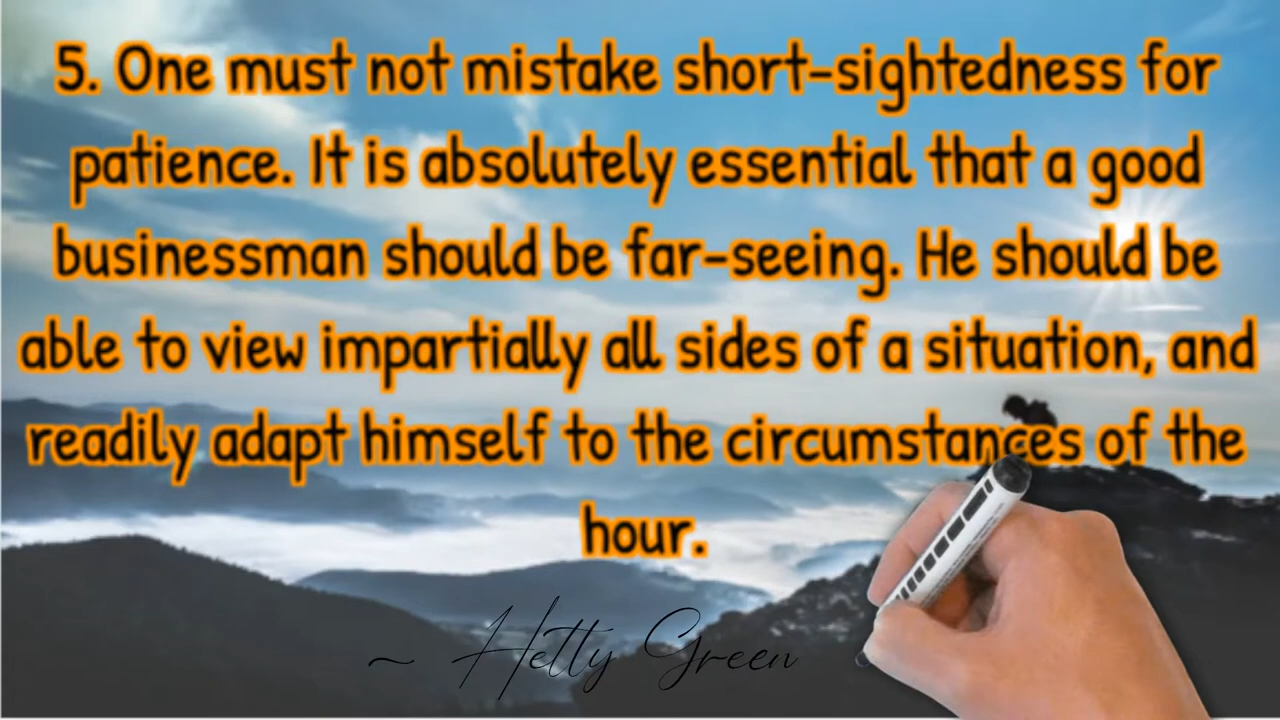 5. One must not mistake short-sightedness for
patience. It is absolutely essential that a good
businessman should be far-seeing. He should be
able to view impartially all sides of a situation, and
readily adapt himself to the circumstances of the
hour.
~ Hetty Green